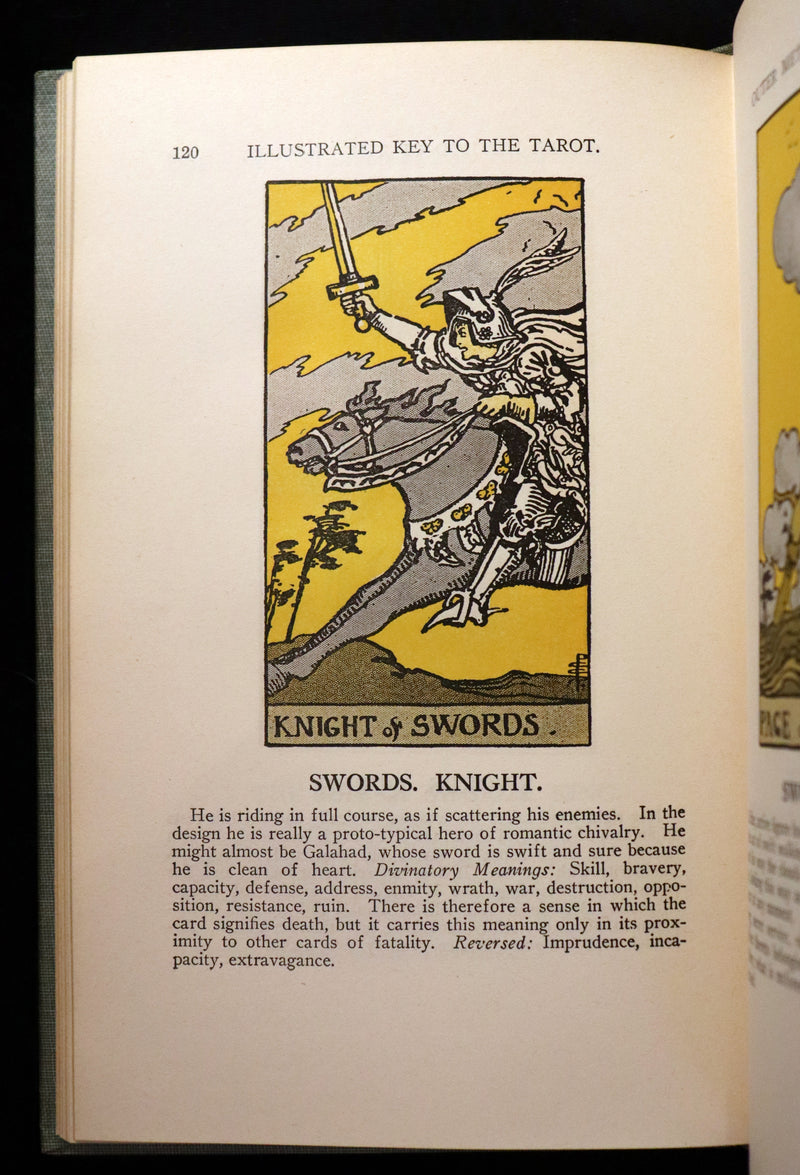 120 ILLUSTRATED KEY TO THE TAROT.
KNIGHT of SWORDS.
SWORDS. KNIGHT.
He is riding in full course, as if scattering his enemies. In the
design he is really a proto-typical hero of romantic chivalry. He
might almost be Galahad, whose sword is swift and sure because
he is clean of heart. Divinatory Meanings: Skill, bravery,
capacity, defense, address, enmity, wrath, war, destruction, oppo-
sition, resistance, ruin. There is therefore a sense in which the
card signifies death, but it carries this meaning only in its prox-
imity to other cards of fatality. Reversed: Imprudence, inca-
pacity, extravagance.
OUTER
PAGE